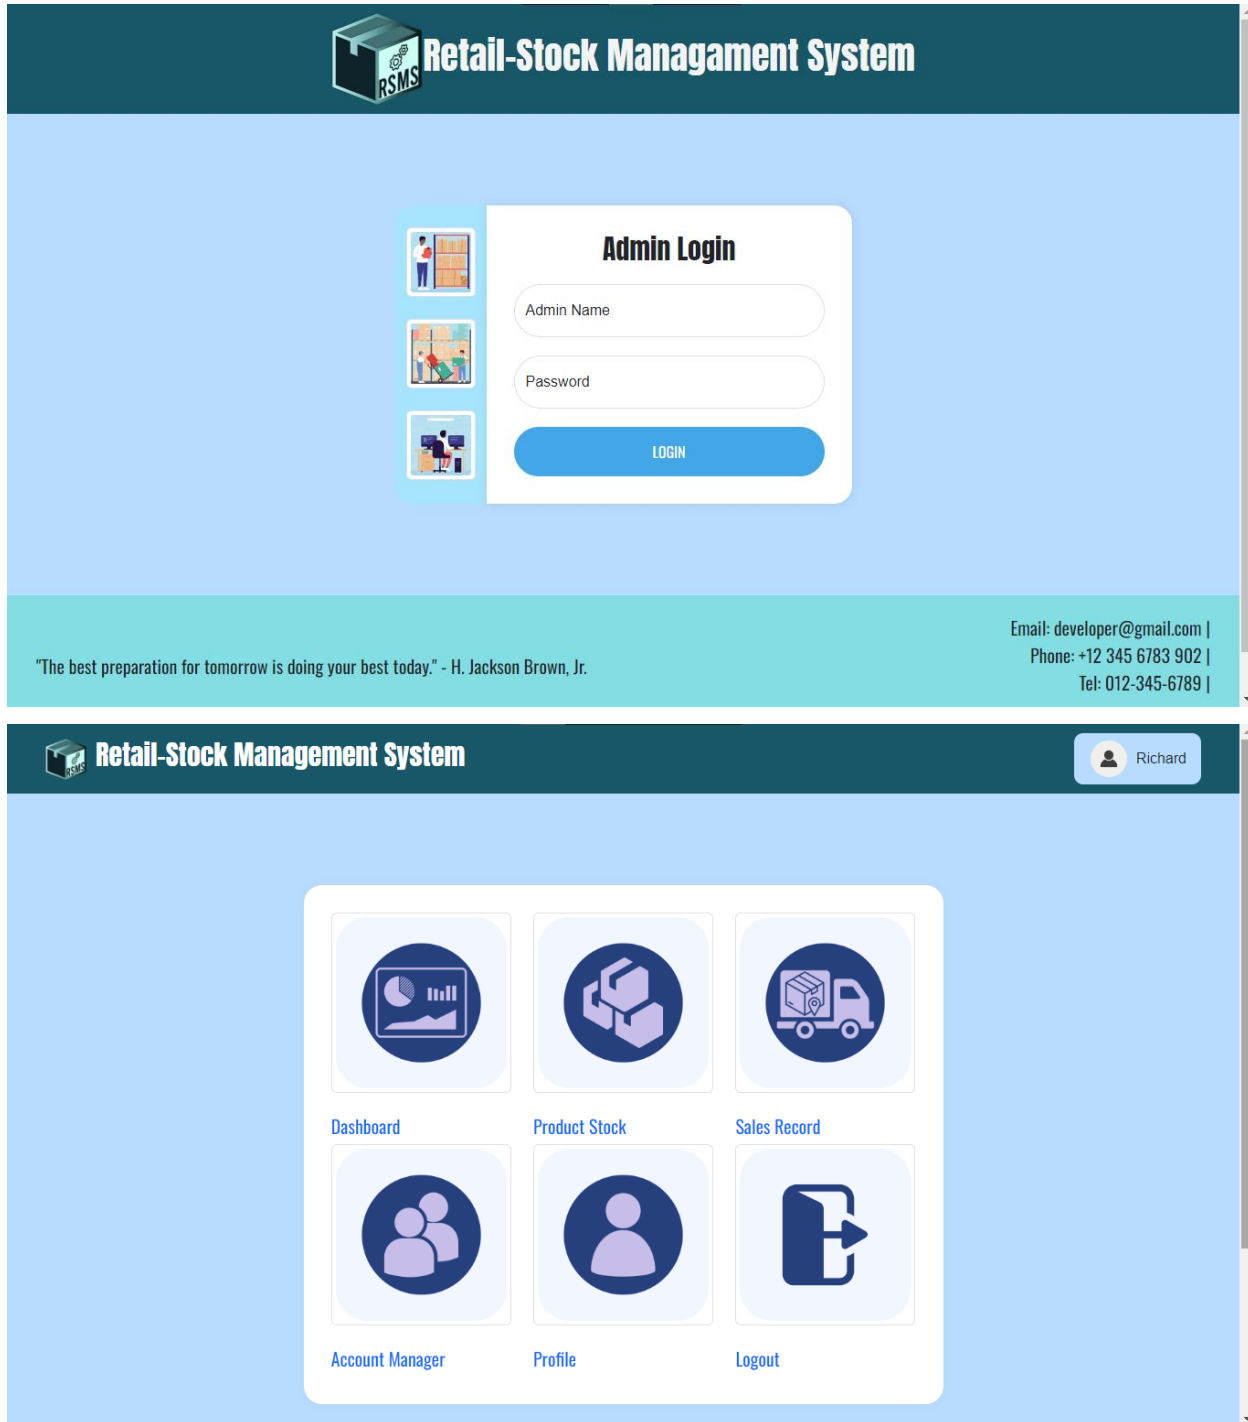 RSMS
Retail-Stock Managament System
Admin Login
Admin Name
Password
LOGIN
"The best preparation for tomorrow is doing your best today." - H. Jackson Brown, Jr.
Email: developer@gmail.com |
Phone: +12 345 6783 902 |
Tel: 012-345-6789 |
RSMS
Retail-Stock Management System
Richard
Dashboard
Product Stock
Sales Record
Account Manager
Profile
Logout